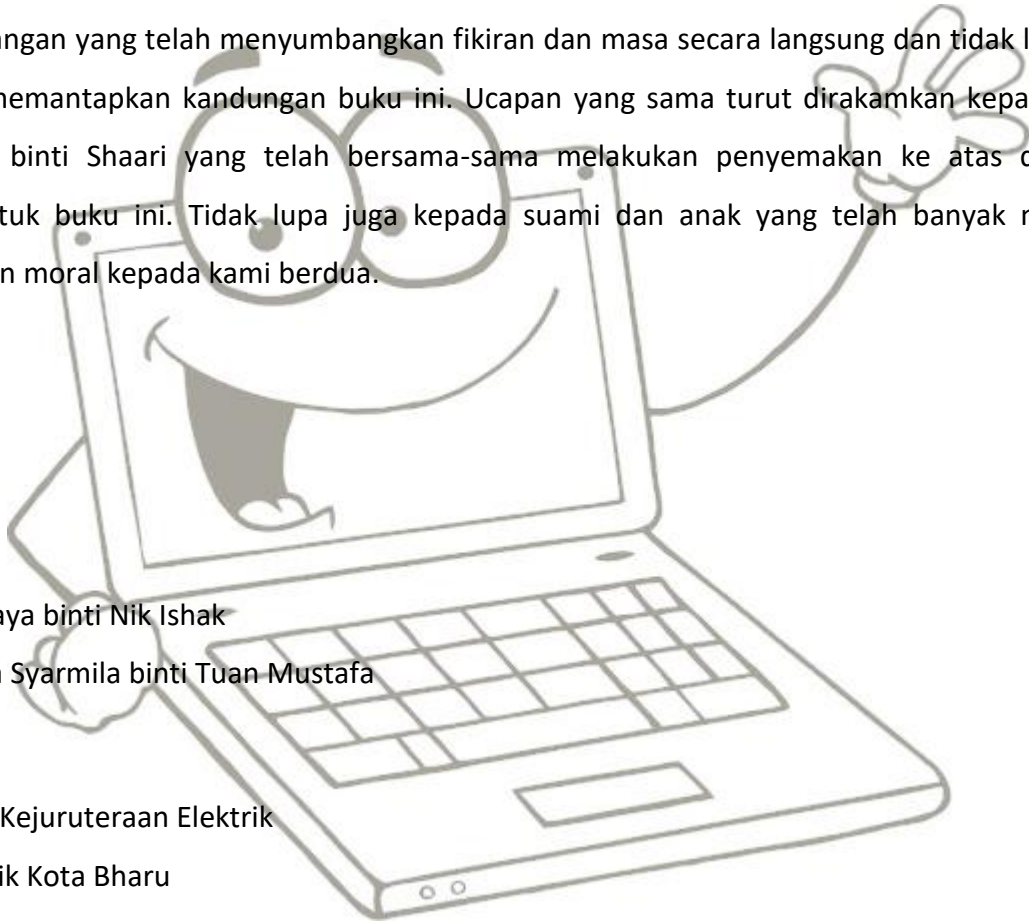 angan yang telah menyumbangkan fikiran dan masa secara langsung dan tidak l
nemantapkan kandungan buku ini. Ucapan yang sama turut dirakamkan kepa
binti Shaari yang telah bersama-sama melakukan penyemakan ke atas
tuk buku ini. Tidak lupa juga kepada suami dan anak yang telah banyak
n moral kepada kami berdua.
aya binti Nik Ishak
Syarmila binti Tuan Mustafa
Kejuruteraan Elektrik
ik Kota Bharu